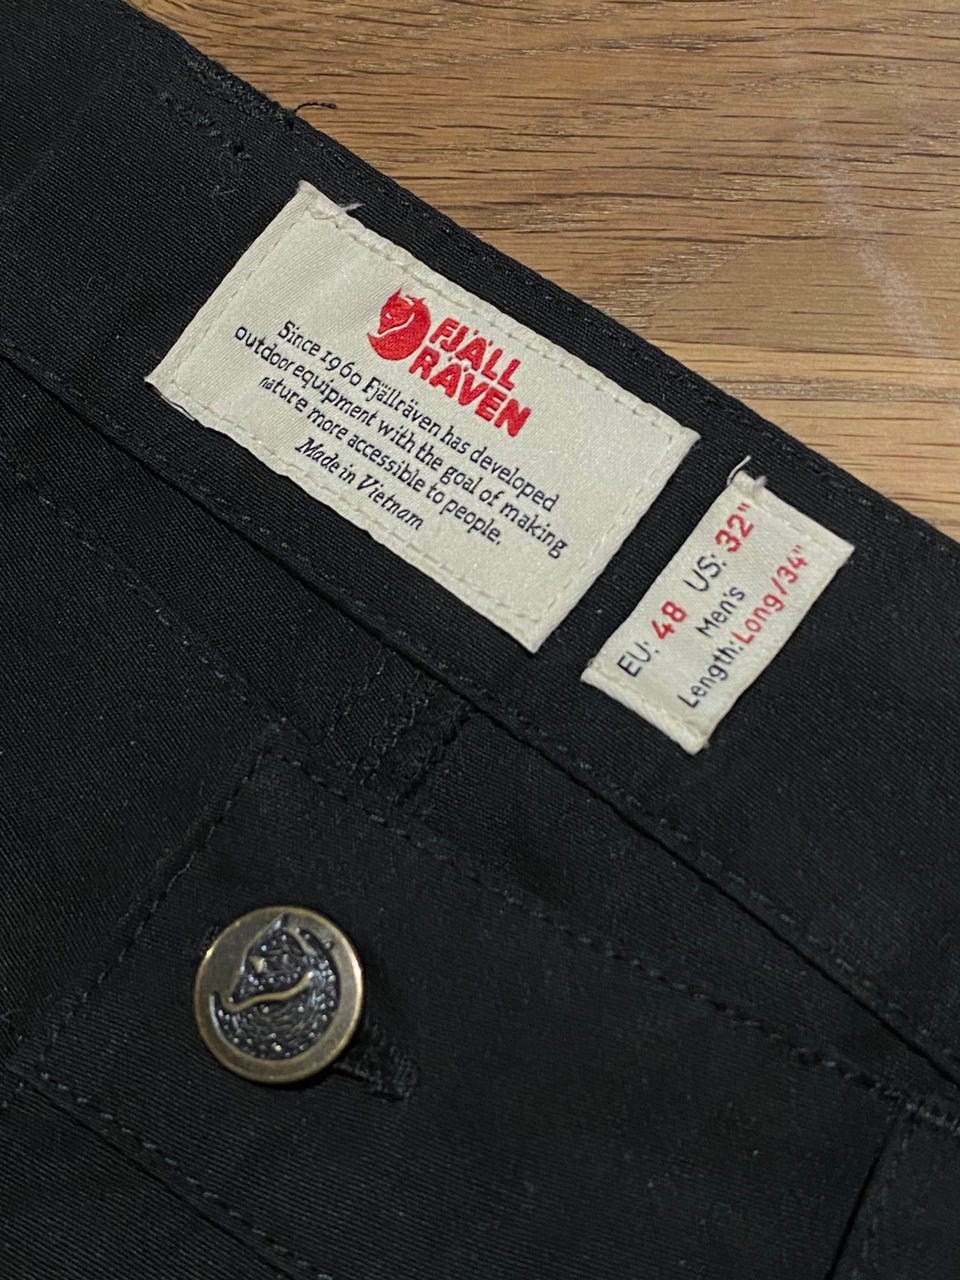 FJÄLL
RÄVEN
Since 1960 Fjällräven has developed
outdoor equipment with the goal of making
nature more accessible to people.
Made in Vietnam
EU: 48 US: 32"
Men's
Length: Long/34"